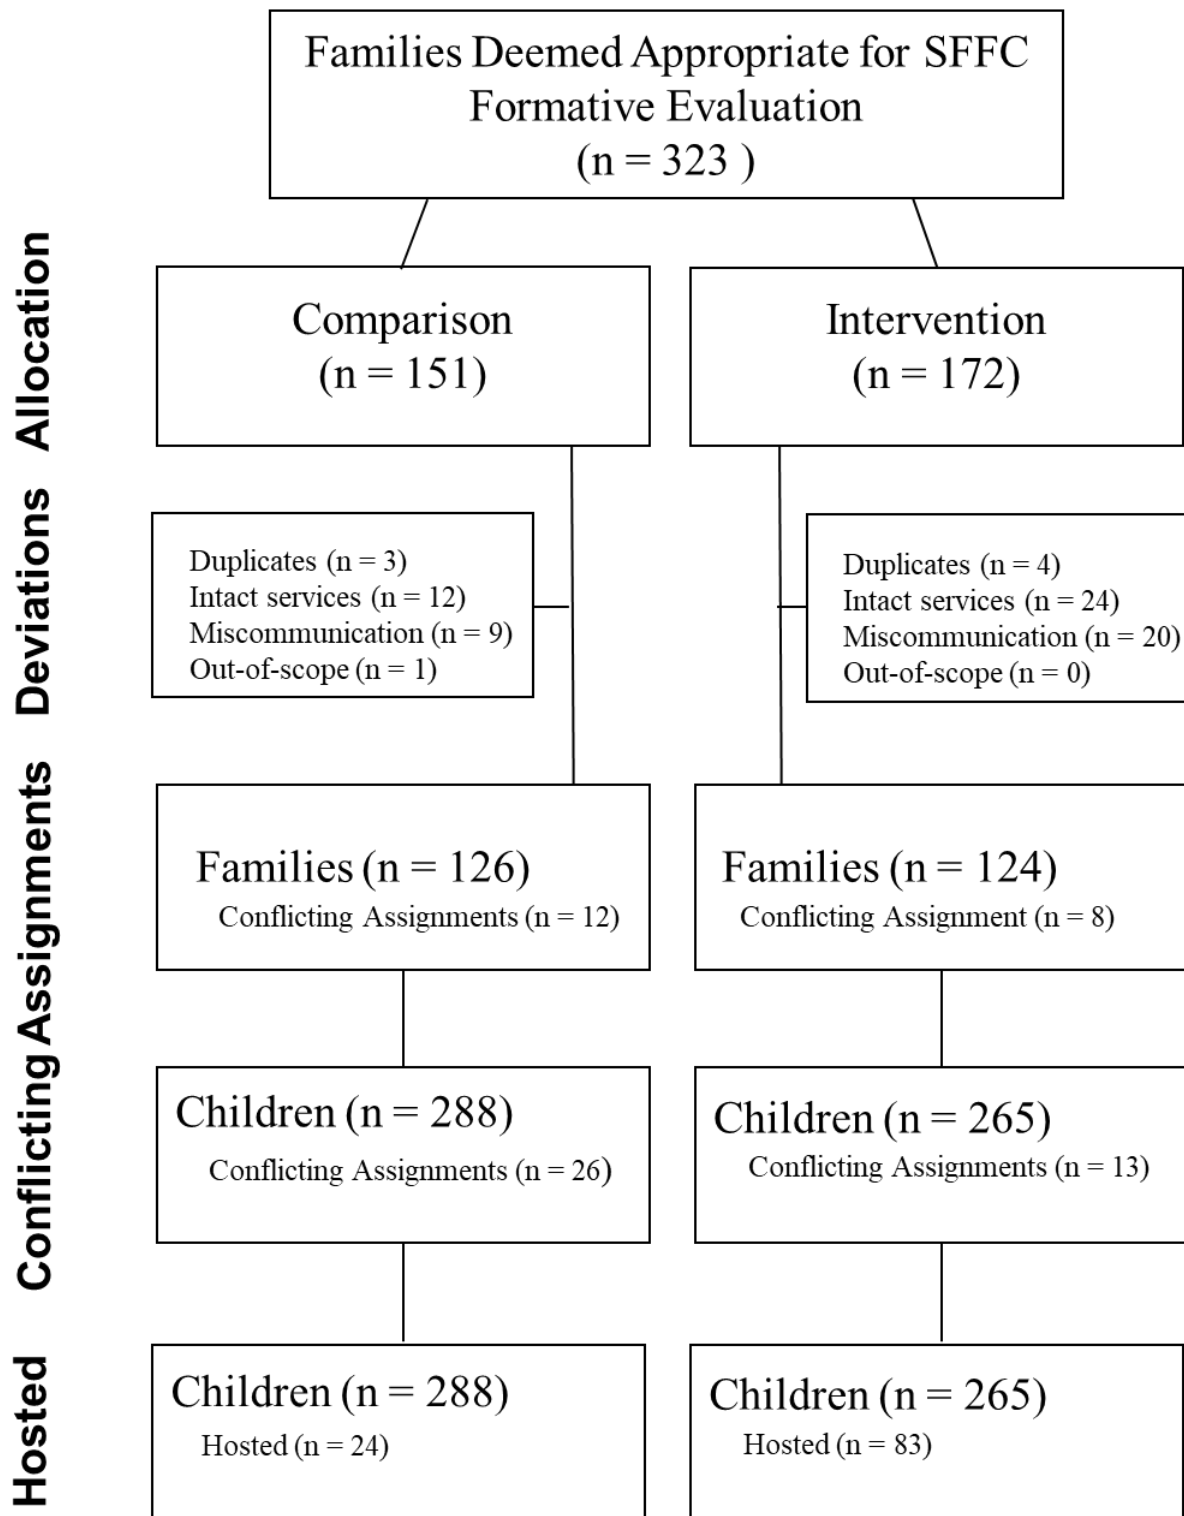 Families Deemed Appropriate for SFFC
Formative Evaluation
(n = 323 )
Allocation
Comparison
(n = 151)
Intervention
(n = 172)
Deviations
Duplicates (n = 3)
Intact services (n = 12)
Miscommunication (n = 9)
Out-of-scope (n = 1)
Duplicates (n = 4)
Intact services (n = 24)
Miscommunication (n = 20)
Out-of-scope (n = 0)
Conflicting Assignments
Families (n = 126)
Conflicting Assignments (n = 12)
Families (n = 124)
Conflicting Assignment (n = 8)
Children (n = 288)
Conflicting Assignments (n = 26)
Children (n = 265)
Conflicting Assignments (n = 13)
Hosted
Children (n = 288)
Hosted (n = 24)
Children (n = 265)
Hosted (n = 83)